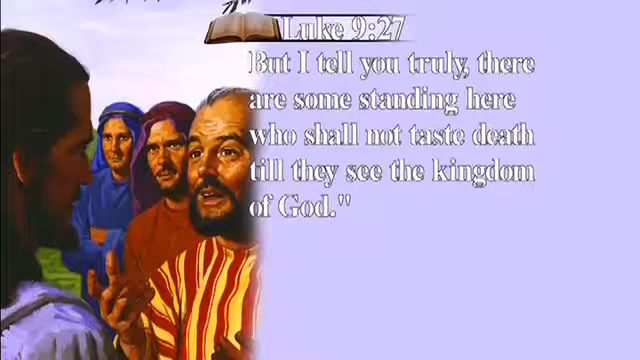 Luke 9:27
But I tell you truly, there
are some standing here
who shall not taste death
till they see the kingdom
of God."